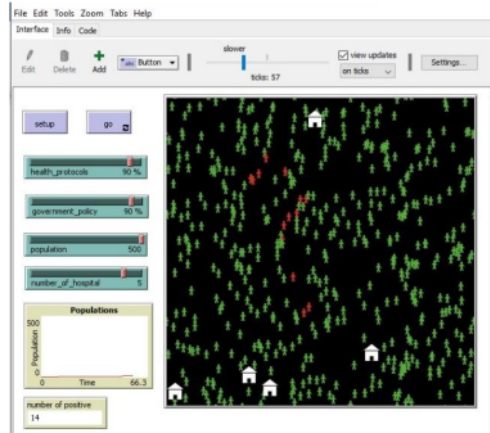 File Edit Tools Zoom Tabs Help
Interface Info Code
Edit Delete Add
abc Button
slower
ticks: 57
view updates
on ticks
Settings...
setup
go
health_protocols 90 %
government_policy 90 %
population 500
number_of_hospital 5
Populations
500
Population
0
0 Time 66.3
number of positive
14